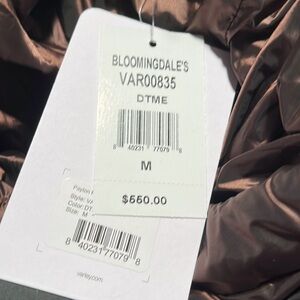 BLOOMINGDALE'S
VAR00835
DTME
8 40231 77079 8
M
$550.00
Style: VA
Color: DT
Size: M
8 40231 77079 8
varley.com